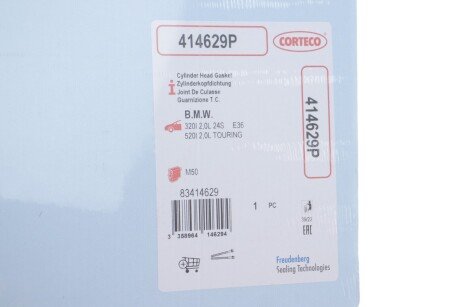 414629P
CORTECO
Cylinder Head Gasket
Zylinderkopfdichtung
Joint De Culasse
Guarnizione T.C.
B.M.W.
320I 2,0L 24S E36
520I 2,0L TOURING
414629P
M50
83414629
1 PC
3 358964 146294
EAC
Freudenberg
Sealing Technologies